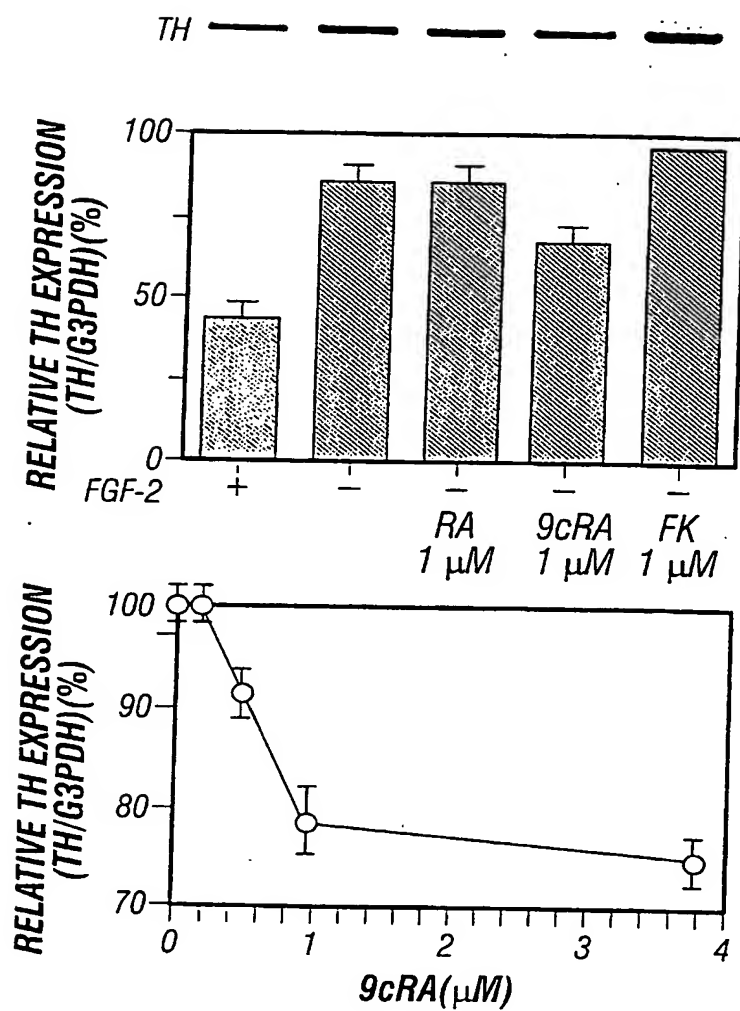 TH
RELATIVE TH EXPRESSION
(TH/G3PDH)(%)
100
50
0
FGF-2 + – – – –
RA 9cRA FK
1 μM 1 μM 1 μM
RELATIVE TH EXPRESSION
(TH/G3PDH)(%)
100
90
80
70
0 1 2 3 4
9cRA(μM)